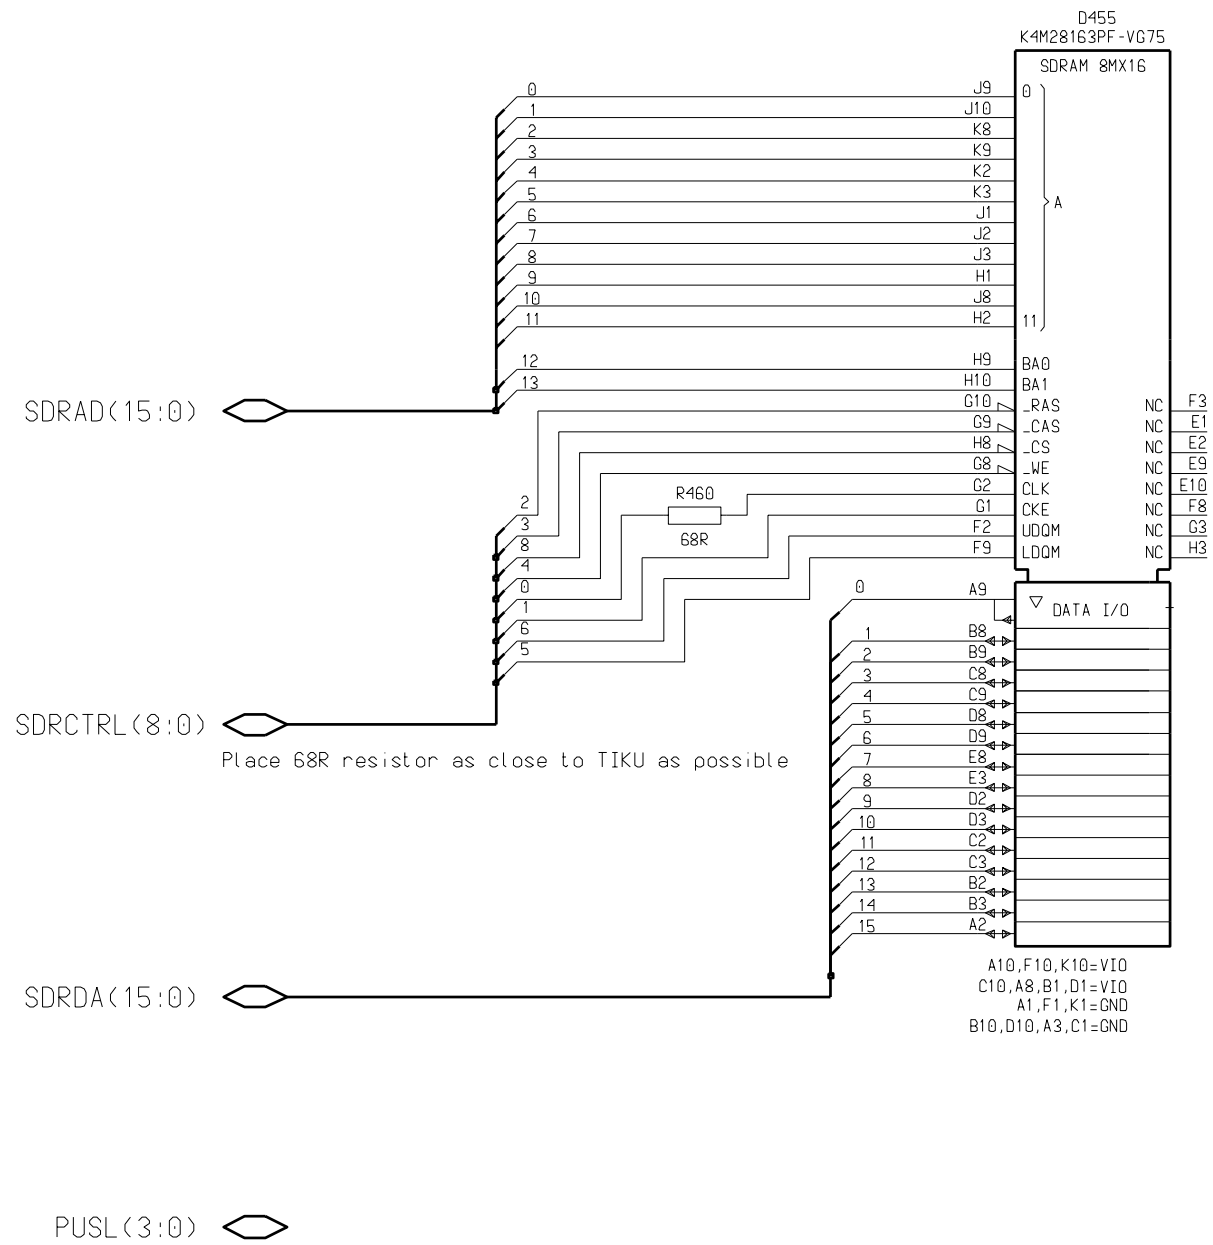 D455
K4M28163PF-VG75
SDRAM 8MX16
0 J9 0
1 J10
2 K8
3 K9
4 K2
5 K3 A
6 J1
7 J2
8 J3
9 H1
10 J8
11 H2 11
12 H9 BA0
13 H10 BA1
SDRAD(15:0)
G10 _RAS NC F3
G9 _CAS NC E1
H8 _CS NC E2
G8 _WE NC E9
R460 G2 CLK NC E10
2 G1 CKE NC F8
3 68R F2 UDQM NC G3
8 F9 LDQM NC H3
4
0
1
6
5
0 A9 DATA I/O
1 B8
2 B9
3 C8
4 C9
5 D8
SDRCTRL(8:0)
6 D9
Place 68R resistor as close to TIKU as possible
7 E8
8 E3
9 D2
10 D3
11 C2
12 C3
13 B2
14 B3
15 A2
A10,F10,K10=VIO
C10,A8,B1,D1=VIO
SDRDA(15:0)
A1,F1,K1=GND
B10,D10,A3,C1=GND
PUSL(3:0)